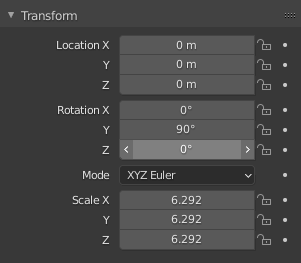 Transform
Location X 0 m
Y 0 m
Z 0 m
Rotation X 0°
Y 90°
Z 0°
Mode XYZ Euler
Scale X 6.292
Y 6.292
Z 6.292